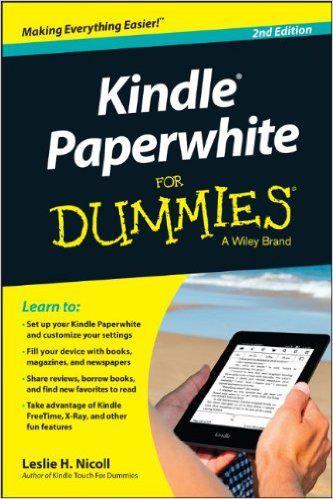 Making Everything Easier!™
2nd Edition
Kindle®
Paperwhite
FOR
DUMMIES®
A Wiley Brand
Learn to:
• Set up your Kindle Paperwhite
and customize your settings
• Fill your device with books,
magazines, and newspapers
• Share reviews, borrow books,
and find new favorites to read
• Take advantage of Kindle
FreeTime, X-Ray, and other
fun features
Leslie H. Nicoll
Author of Kindle Touch For Dummies
kindle